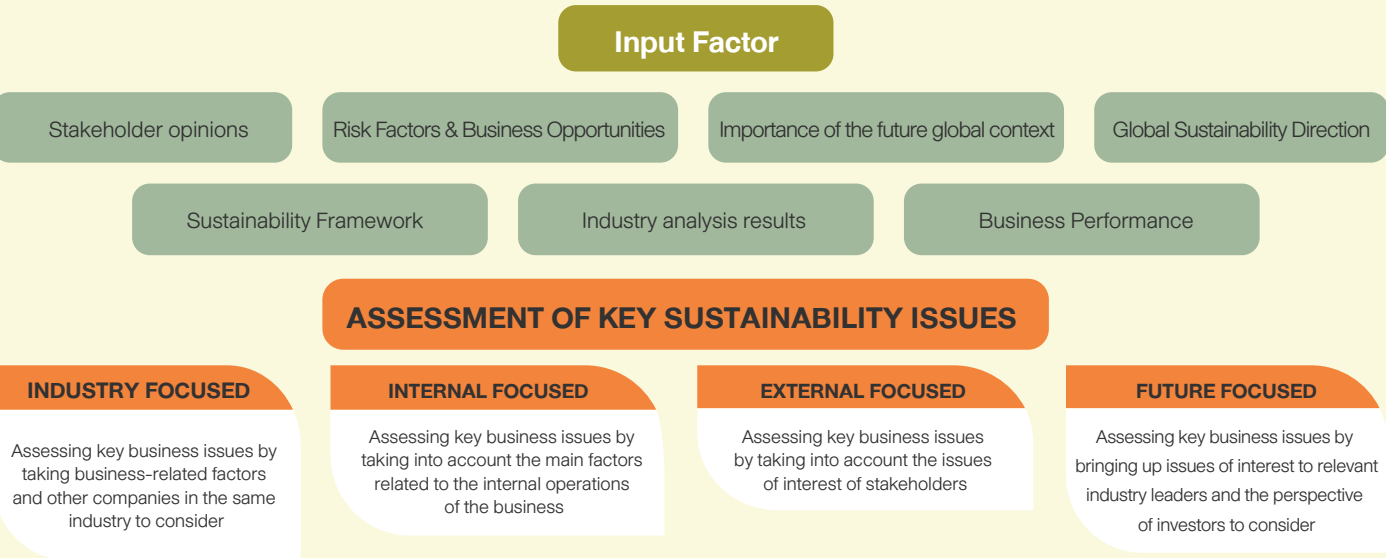 Input Factor
Stakeholder opinions
Risk Factors & Business Opportunities
Importance of the future global context
Global Sustainability Direction
Sustainability Framework
Industry analysis results
Business Performance
ASSESSMENT OF KEY SUSTAINABILITY ISSUES
INDUSTRY FOCUSED
Assessing key business issues by
taking business-related factors
and other companies in the same
industry to consider
INTERNAL FOCUSED
Assessing key business issues by
taking into account the main factors
related to the internal operations
of the business
EXTERNAL FOCUSED
Assessing key business issues
by taking into account the issues
of interest of stakeholders
FUTURE FOCUSED
Assessing key business issues by
bringing up issues of interest to relevant
industry leaders and the perspective
of investors to consider